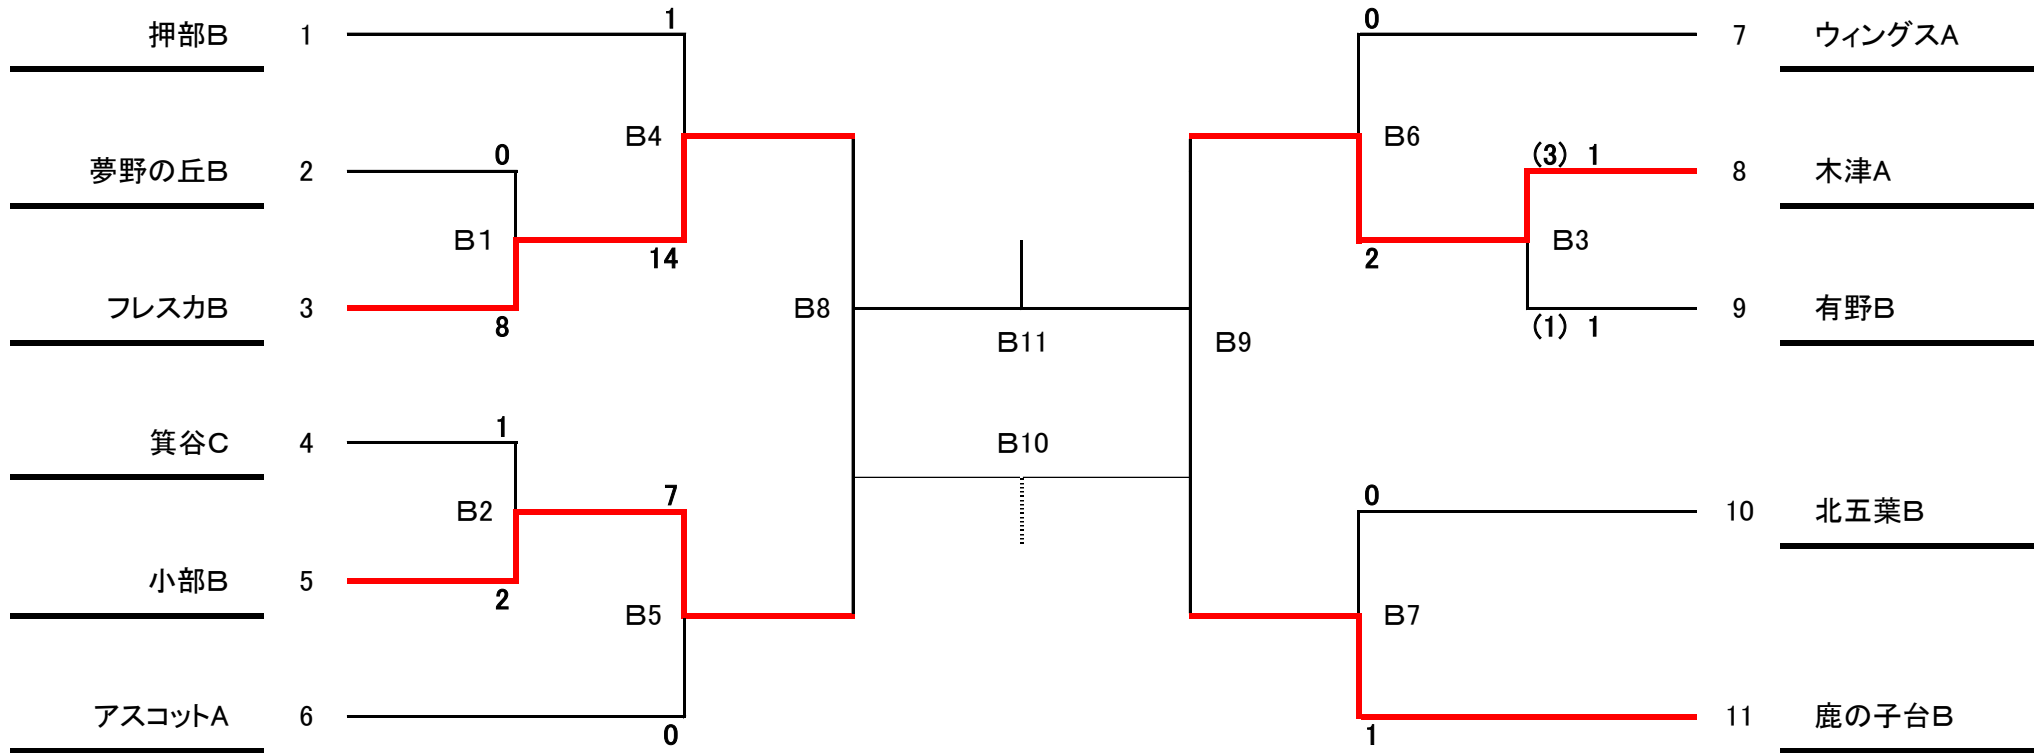 押部B 1 1 0 7 ウィングスA
B4 B6
夢野の丘B 2 0 (3) 1 8 木津A
B1 14 2 B3
フレスカB 3 8 B8 B11 B9 (1) 1 9 有野B
箕谷C 4 1 B10
B2 7 0 10 北五葉B
小部B 5 2 B5 B7
アスコットA 6 0 1 11 鹿の子台B